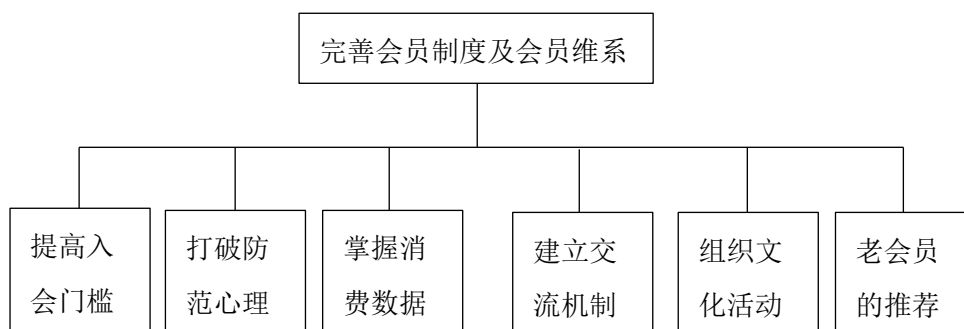 完善会员制度及会员维系
提高入
会门槛
打破防
范心理
掌握消
费数据
建立交
流机制
组织文
化活动
老会员
的推荐